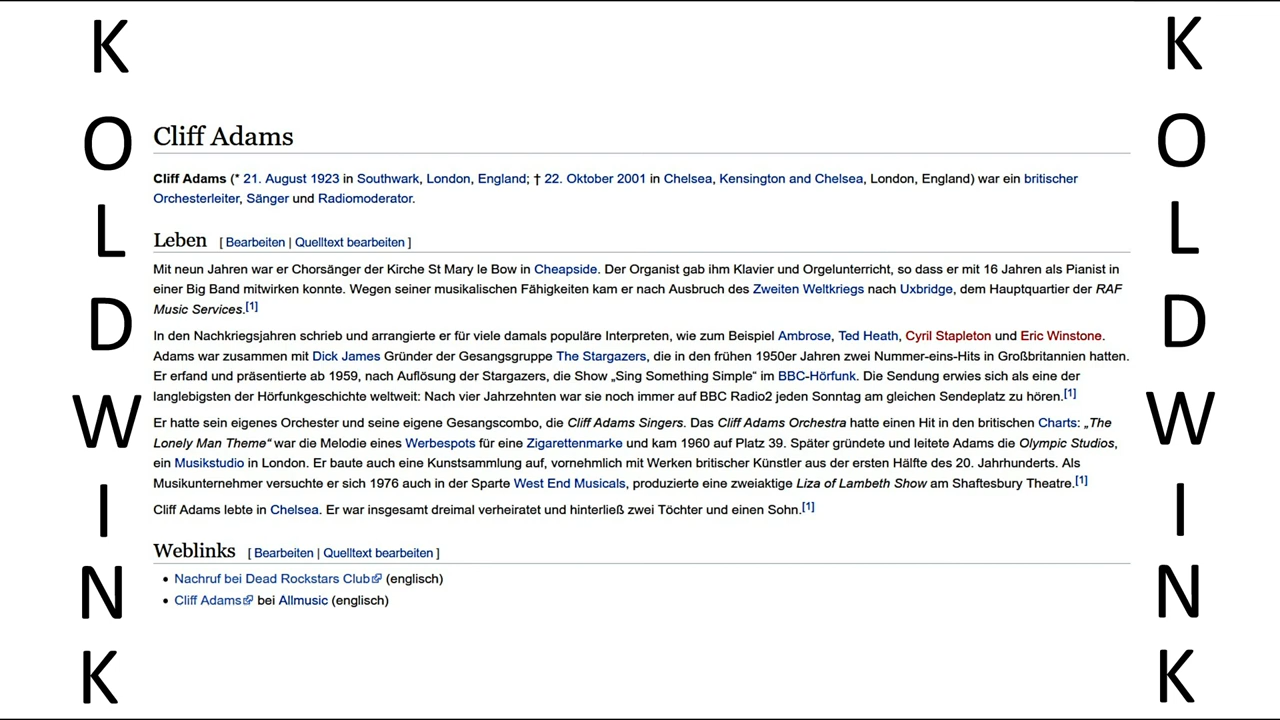 K
O
L
D
W
I
N
K
Cliff Adams
Cliff Adams (* 21. August 1923 in Southwark, London, England; † 22. Oktober 2001 in Chelsea, Kensington and Chelsea, London, England) war ein britischer
Orchesterleiter, Sänger und Radiomoderator.
Leben [ Bearbeiten | Quelltext bearbeiten ]
Mit neun Jahren war er Chorsänger der Kirche St Mary le Bow in Cheapside. Der Organist gab ihm Klavier und Orgelunterricht, so dass er mit 16 Jahren als Pianist in
einer Big Band mitwirken konnte. Wegen seiner musikalischen Fähigkeiten kam er nach Ausbruch des Zweiten Weltkriegs nach Uxbridge, dem Hauptquartier der RAF
Music Services.[1]
In den Nachkriegsjahren schrieb und arrangierte er für viele damals populäre Interpreten, wie zum Beispiel Ambrose, Ted Heath, Cyril Stapleton und Eric Winstone.
Adams war zusammen mit Dick James Gründer der Gesangsgruppe The Stargazers, die in den frühen 1950er Jahren zwei Nummer-eins-Hits in Großbritannien hatten.
Er erfand und präsentierte ab 1959, nach Auflösung der Stargazers, die Show „Sing Something Simple“ im BBC-Hörfunk. Die Sendung erwies sich als eine der
langlebigsten der Hörfunkgeschichte weltweit: Nach vier Jahrzehnten war sie noch immer auf BBC Radio2 jeden Sonntag am gleichen Sendeplatz zu hören.[1]
Er hatte sein eigenes Orchester und seine eigene Gesangscombo, die Cliff Adams Singers. Das Cliff Adams Orchestra hatte einen Hit in den britischen Charts: „The
Lonely Man Theme“ war die Melodie eines Werbespots für eine Zigarettenmarke und kam 1960 auf Platz 39. Später gründete und leitete Adams die Olympic Studios,
ein Musikstudio in London. Er baute auch eine Kunstsammlung auf, vornehmlich mit Werken britischer Künstler aus der ersten Hälfte des 20. Jahrhunderts. Als
Musikunternehmer versuchte er sich 1976 auch in der Sparte West End Musicals, produzierte eine zweiaktige Liza of Lambeth Show am Shaftesbury Theatre.[1]
Cliff Adams lebte in Chelsea. Er war insgesamt dreimal verheiratet und hinterließ zwei Töchter und einen Sohn.[1]
Weblinks [ Bearbeiten | Quelltext bearbeiten ]
• Nachruf bei Dead Rockstars Club (englisch)
• Cliff Adams bei Allmusic (englisch)
K
O
L
D
W
I
N
K